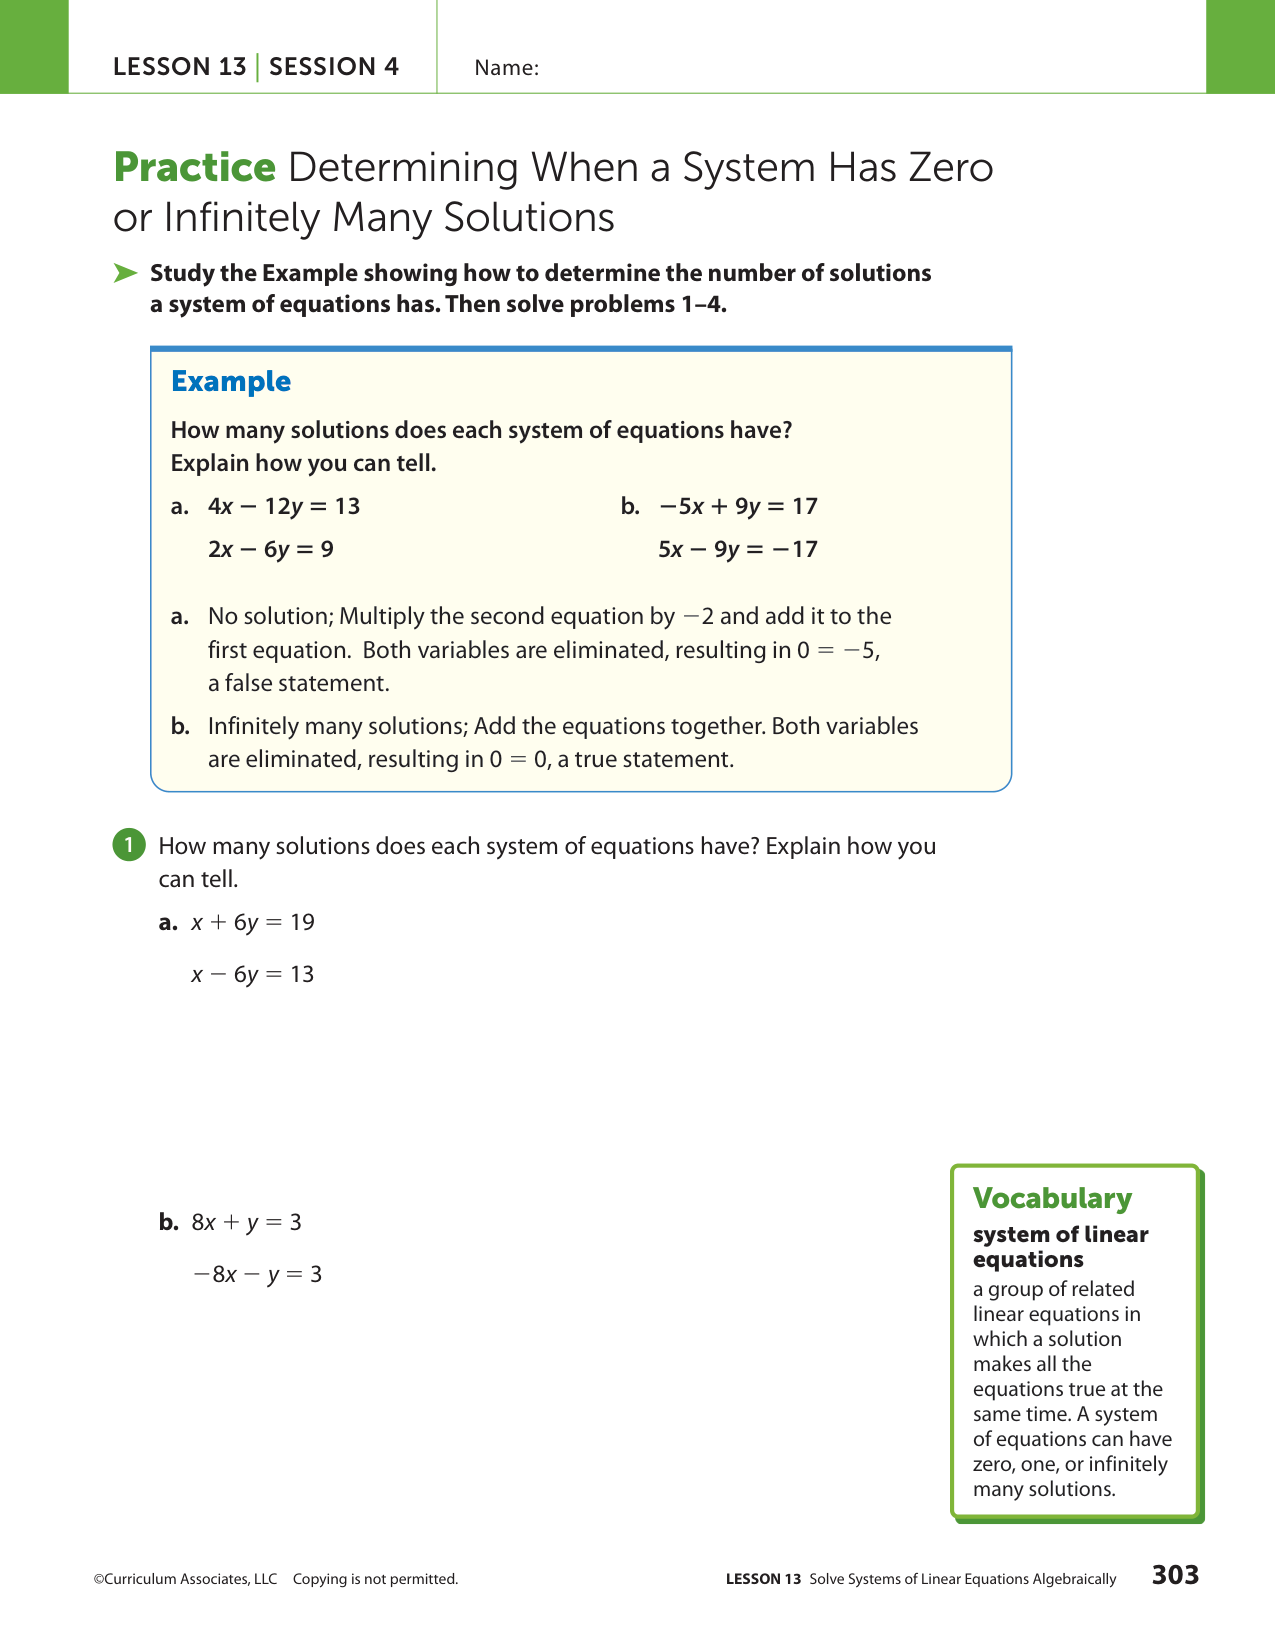 LESSON 13 | SESSION 4
Name:
Practice Determining When a System Has Zero
or Infinitely Many Solutions
➤ Study the Example showing how to determine the number of solutions
a system of equations has. Then solve problems 1–4.
Example
How many solutions does each system of equations have?
Explain how you can tell.
a. 4x − 12y = 13
2x − 6y = 9
b. −5x + 9y = 17
5x − 9y = −17
a. No solution; Multiply the second equation by −2 and add it to the
first equation. Both variables are eliminated, resulting in 0 = −5,
a false statement.
b. Infinitely many solutions; Add the equations together. Both variables
are eliminated, resulting in 0 = 0, a true statement.
1 How many solutions does each system of equations have? Explain how you
can tell.
a. x + 6y = 19
x − 6y = 13
b. 8x + y = 3
−8x − y = 3
Vocabulary
system of linear
equations
a group of related
linear equations in
which a solution
makes all the
equations true at the
same time. A system
of equations can have
zero, one, or infinitely
many solutions.
©Curriculum Associates, LLC Copying is not permitted.
LESSON 13 Solve Systems of Linear Equations Algebraically 303